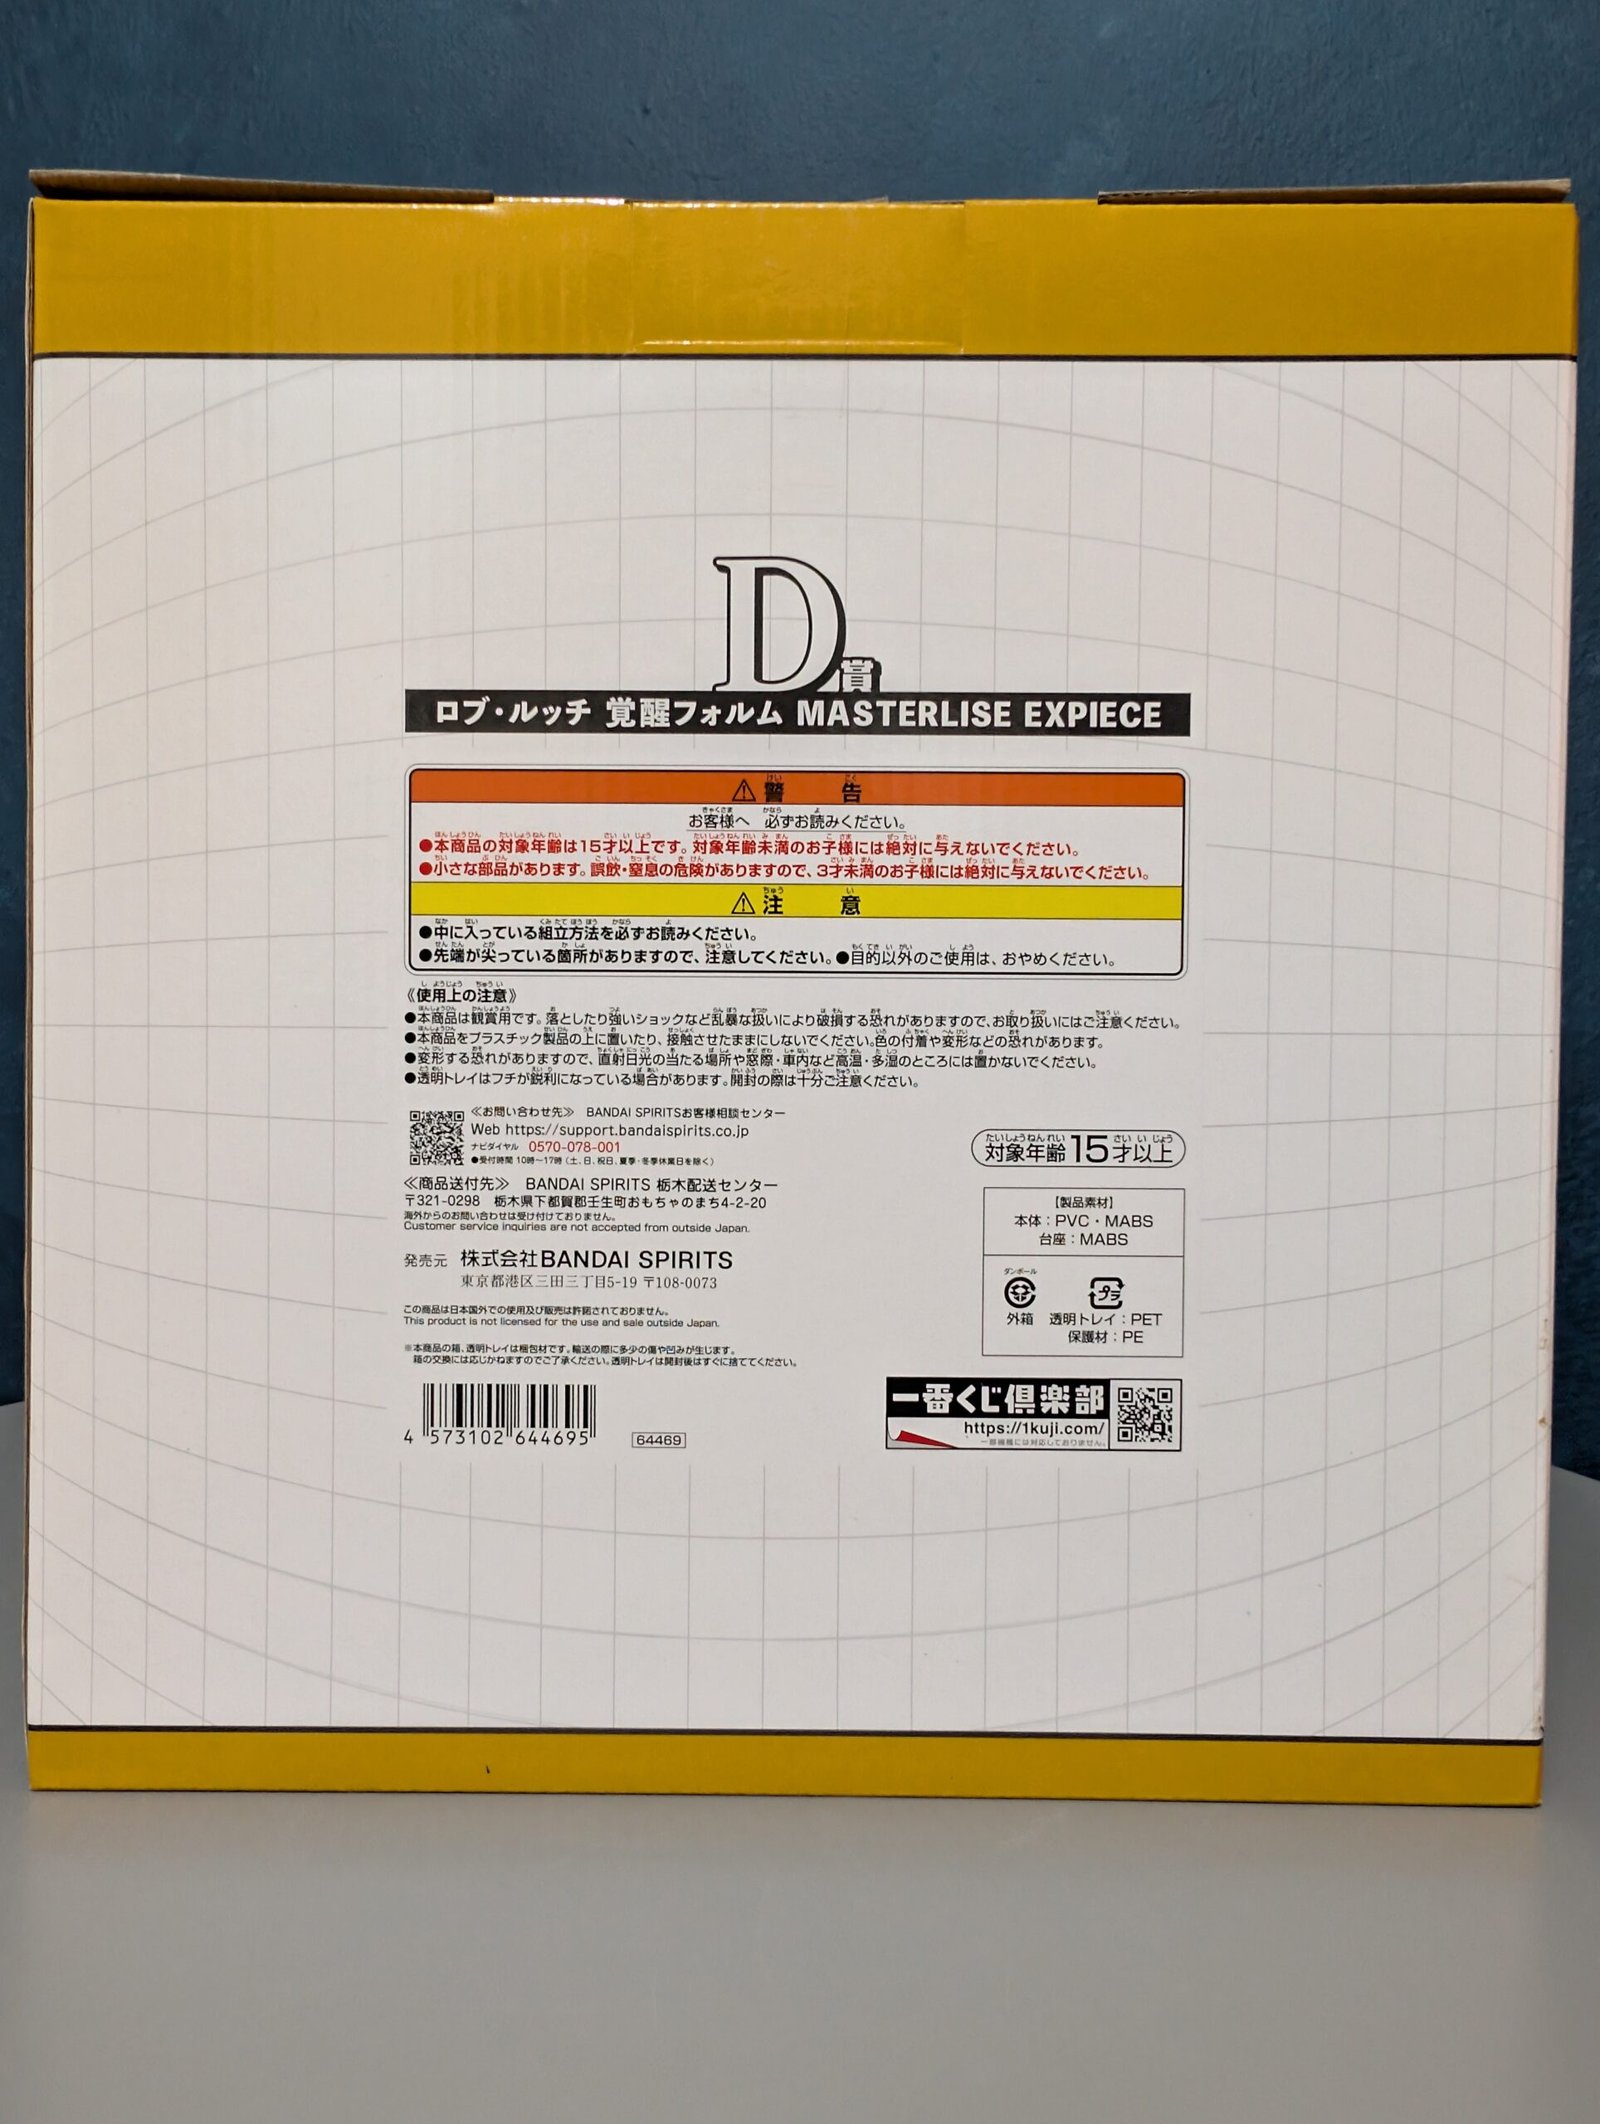 D賞
ロブ・ルッチ 覚醒フォルム MASTERLISE EXPIECE
⚠警告
お客様へ 必ずお読みください。
●本商品の対象年齢は15才以上です。対象年齢未満のお子様には絶対に与えないでください。
●小さな部品があります。誤飲・窒息の危険がありますので、3才未満のお子様には絶対に与えないでください。
⚠注意
●中に入っている組立方法を必ずお読みください。
●先端が尖っている箇所がありますので、注意してください。●目的以外のご使用は、おやめください。
《使用上の注意》
●本商品は観賞用です。落としたり強いショックなど乱暴な扱いにより破損する恐れがありますので、お取り扱いにはご注意ください。
●本商品をプラスチック製品の上に置いたり、接触させたままにしないでください。色の付着や変形などの恐れがあります。
●変形する恐れがありますので、直射日光の当たる場所や窓際・車内など高温・多湿のところには置かないでください。
●透明トレイはフチが鋭利になっている場合があります。開封の際は十分ご注意ください。
≪お問い合わせ先≫ BANDAI SPIRITSお客様相談センター
Web https://support.bandaispirits.co.jp
ナビダイヤル 0570-078-001
●受付時間 10時～17時（土、日、祝日、夏季・冬季休業日を除く）
≪商品送付先≫ BANDAI SPIRITS 栃木配送センター
〒321-0298 栃木県下都賀郡壬生町おもちゃのまち4-2-20
海外からのお問い合わせは受け付けておりません。
Customer service inquiries are not accepted from outside Japan.
発売元 株式会社BANDAI SPIRITS
東京都港区三田三丁目5-19 〒108-0073
この商品は日本国外での使用及び販売は許諾されておりません。
This product is not licensed for the use and sale outside Japan.
※本商品の箱、透明トレイは梱包材です。輸送の際に多少の傷や凹みが生じます。
箱の交換には応じかねますのでご了承ください。透明トレイは開封後はすぐに捨ててください。
4 573102 644695
64469
対象年齢15才以上
【製品素材】
本体：PVC・MABS
台座：MABS
ダンボール
外箱
プラ
透明トレイ：PET
保護材：PE
一番くじ倶楽部
https://1kuji.com/
一部機種には対応しておりません。